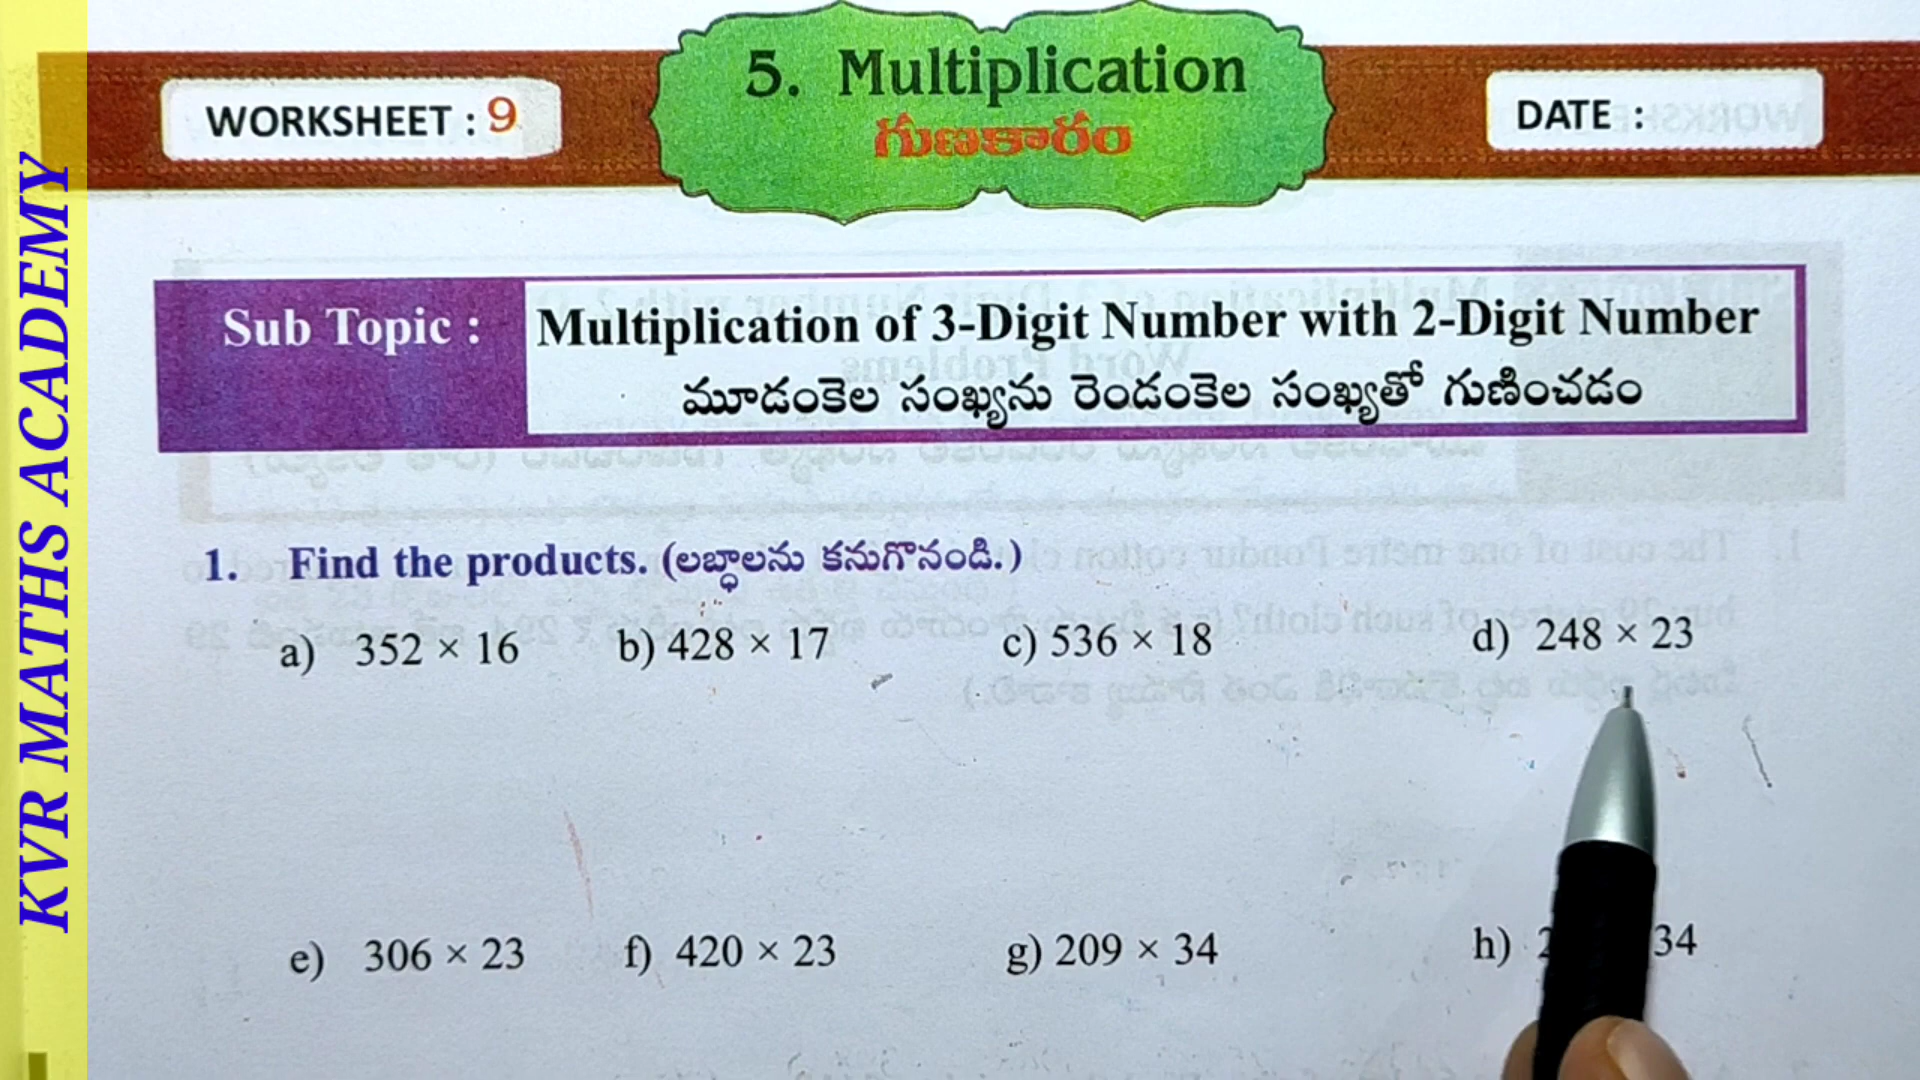 5. Multiplication
గుణకారం
WORKSHEET : 9
DATE :
KVR MATHS ACADEMY
Sub Topic :
Multiplication of 3-Digit Number with 2-Digit Number
మూడంకెల సంఖ్యను రెండంకెల సంఖ్యతో గుణించడం
1. Find the products. (లబ్ధాలను కనుగొనండి.)
a) 352 × 16 b) 428 × 17 c) 536 × 18 d) 248 × 23
e) 306 × 23 f) 420 × 23 g) 209 × 34 h) 34